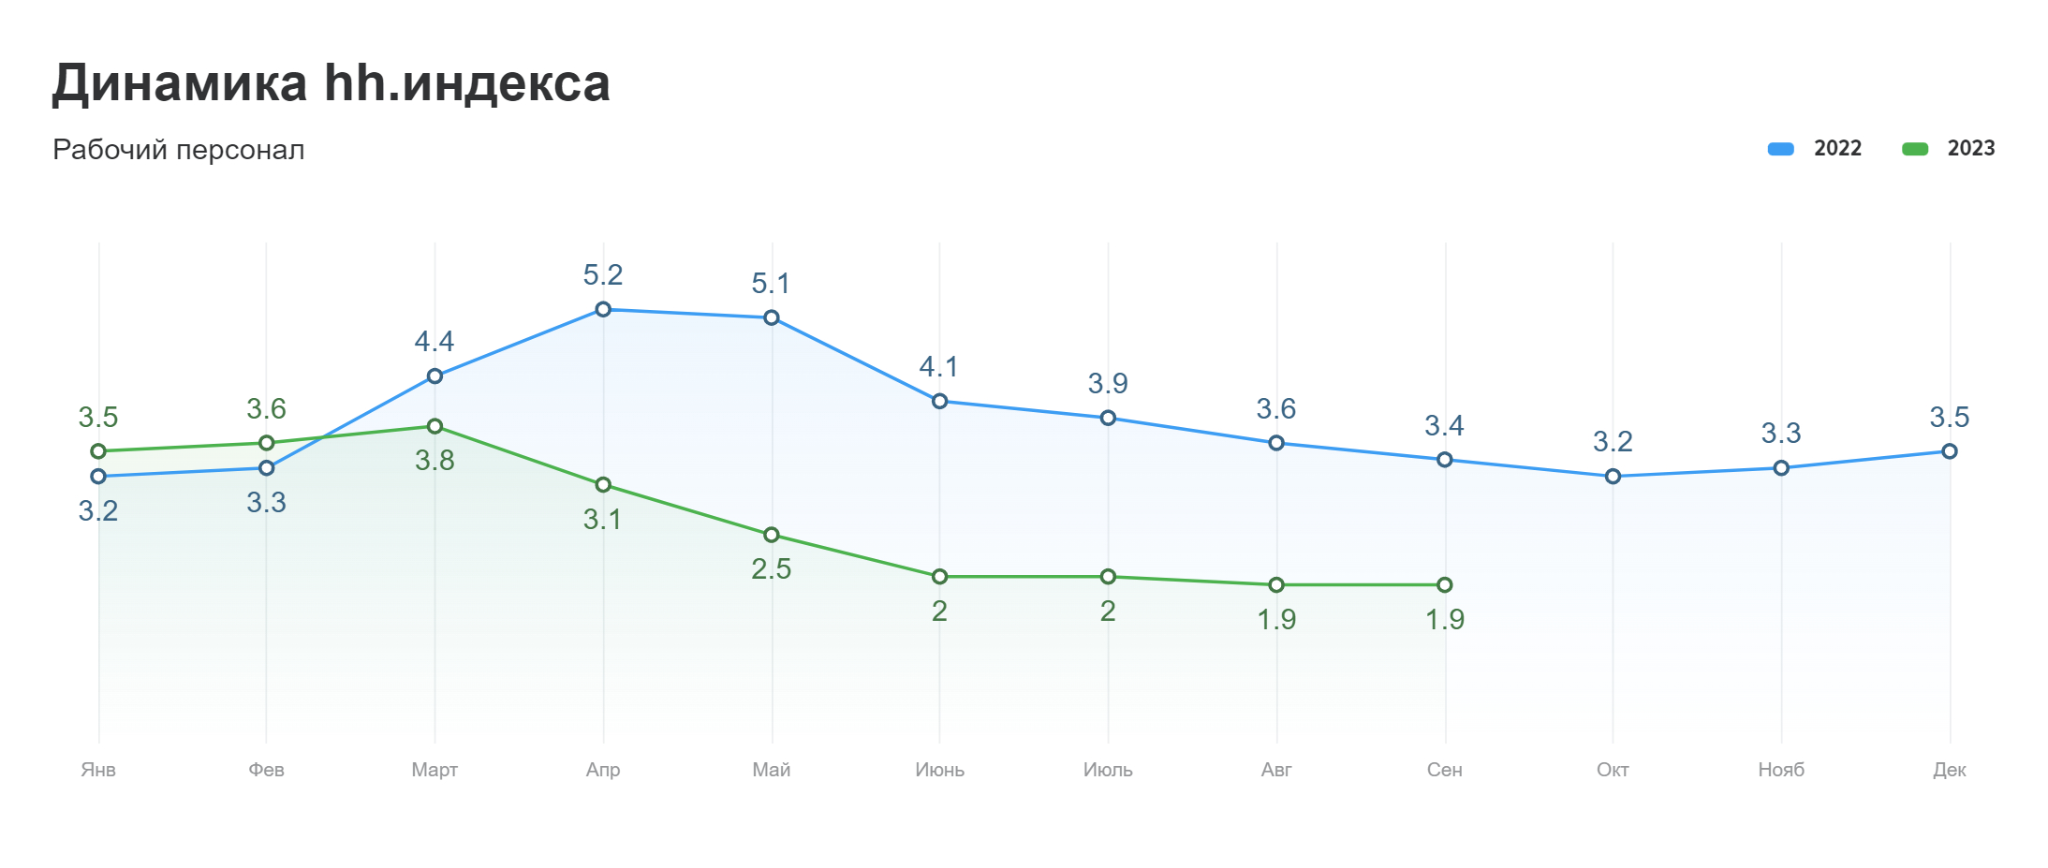 Динамика hh.индекса
Рабочий персонал
2022 2023
5.2 5.1
4.4 4.1
3.9
3.5 3.6 3.6 3.4 3.2 3.3 3.5
3.2 3.3 3.8
3.1
2.5
2 2 1.9 1.9
Янв Фев Март Апр Май Июнь Июль Авг Сен Окт Нояб Дек